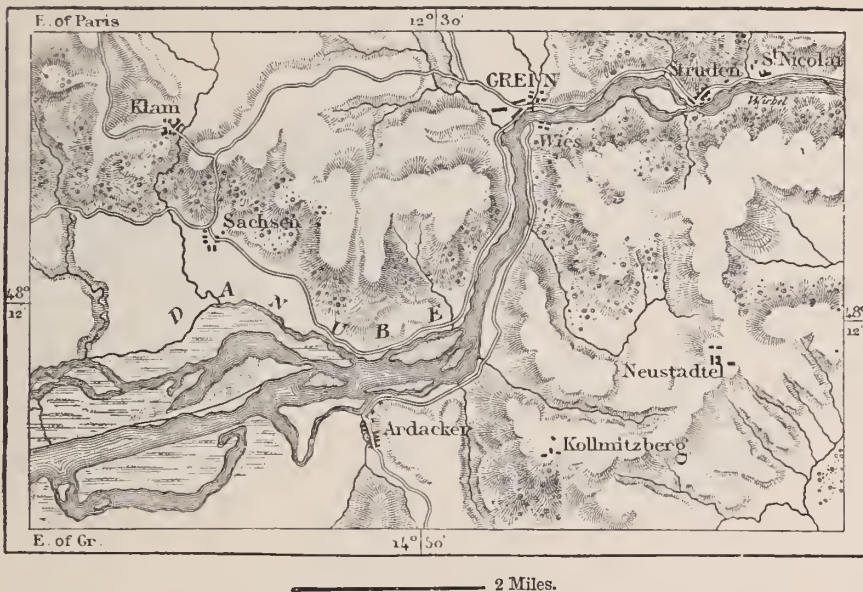 E. of Paris
12° 30'
GREIN
Struden
St Nicolai
Wirbel
Klam
Wies
Sachsen
48°
12'
DANUBE
48°
12'
Neustadtel
Ardacker
Kollmitzberg
E. of Gr.
14° 50'
2 Miles.